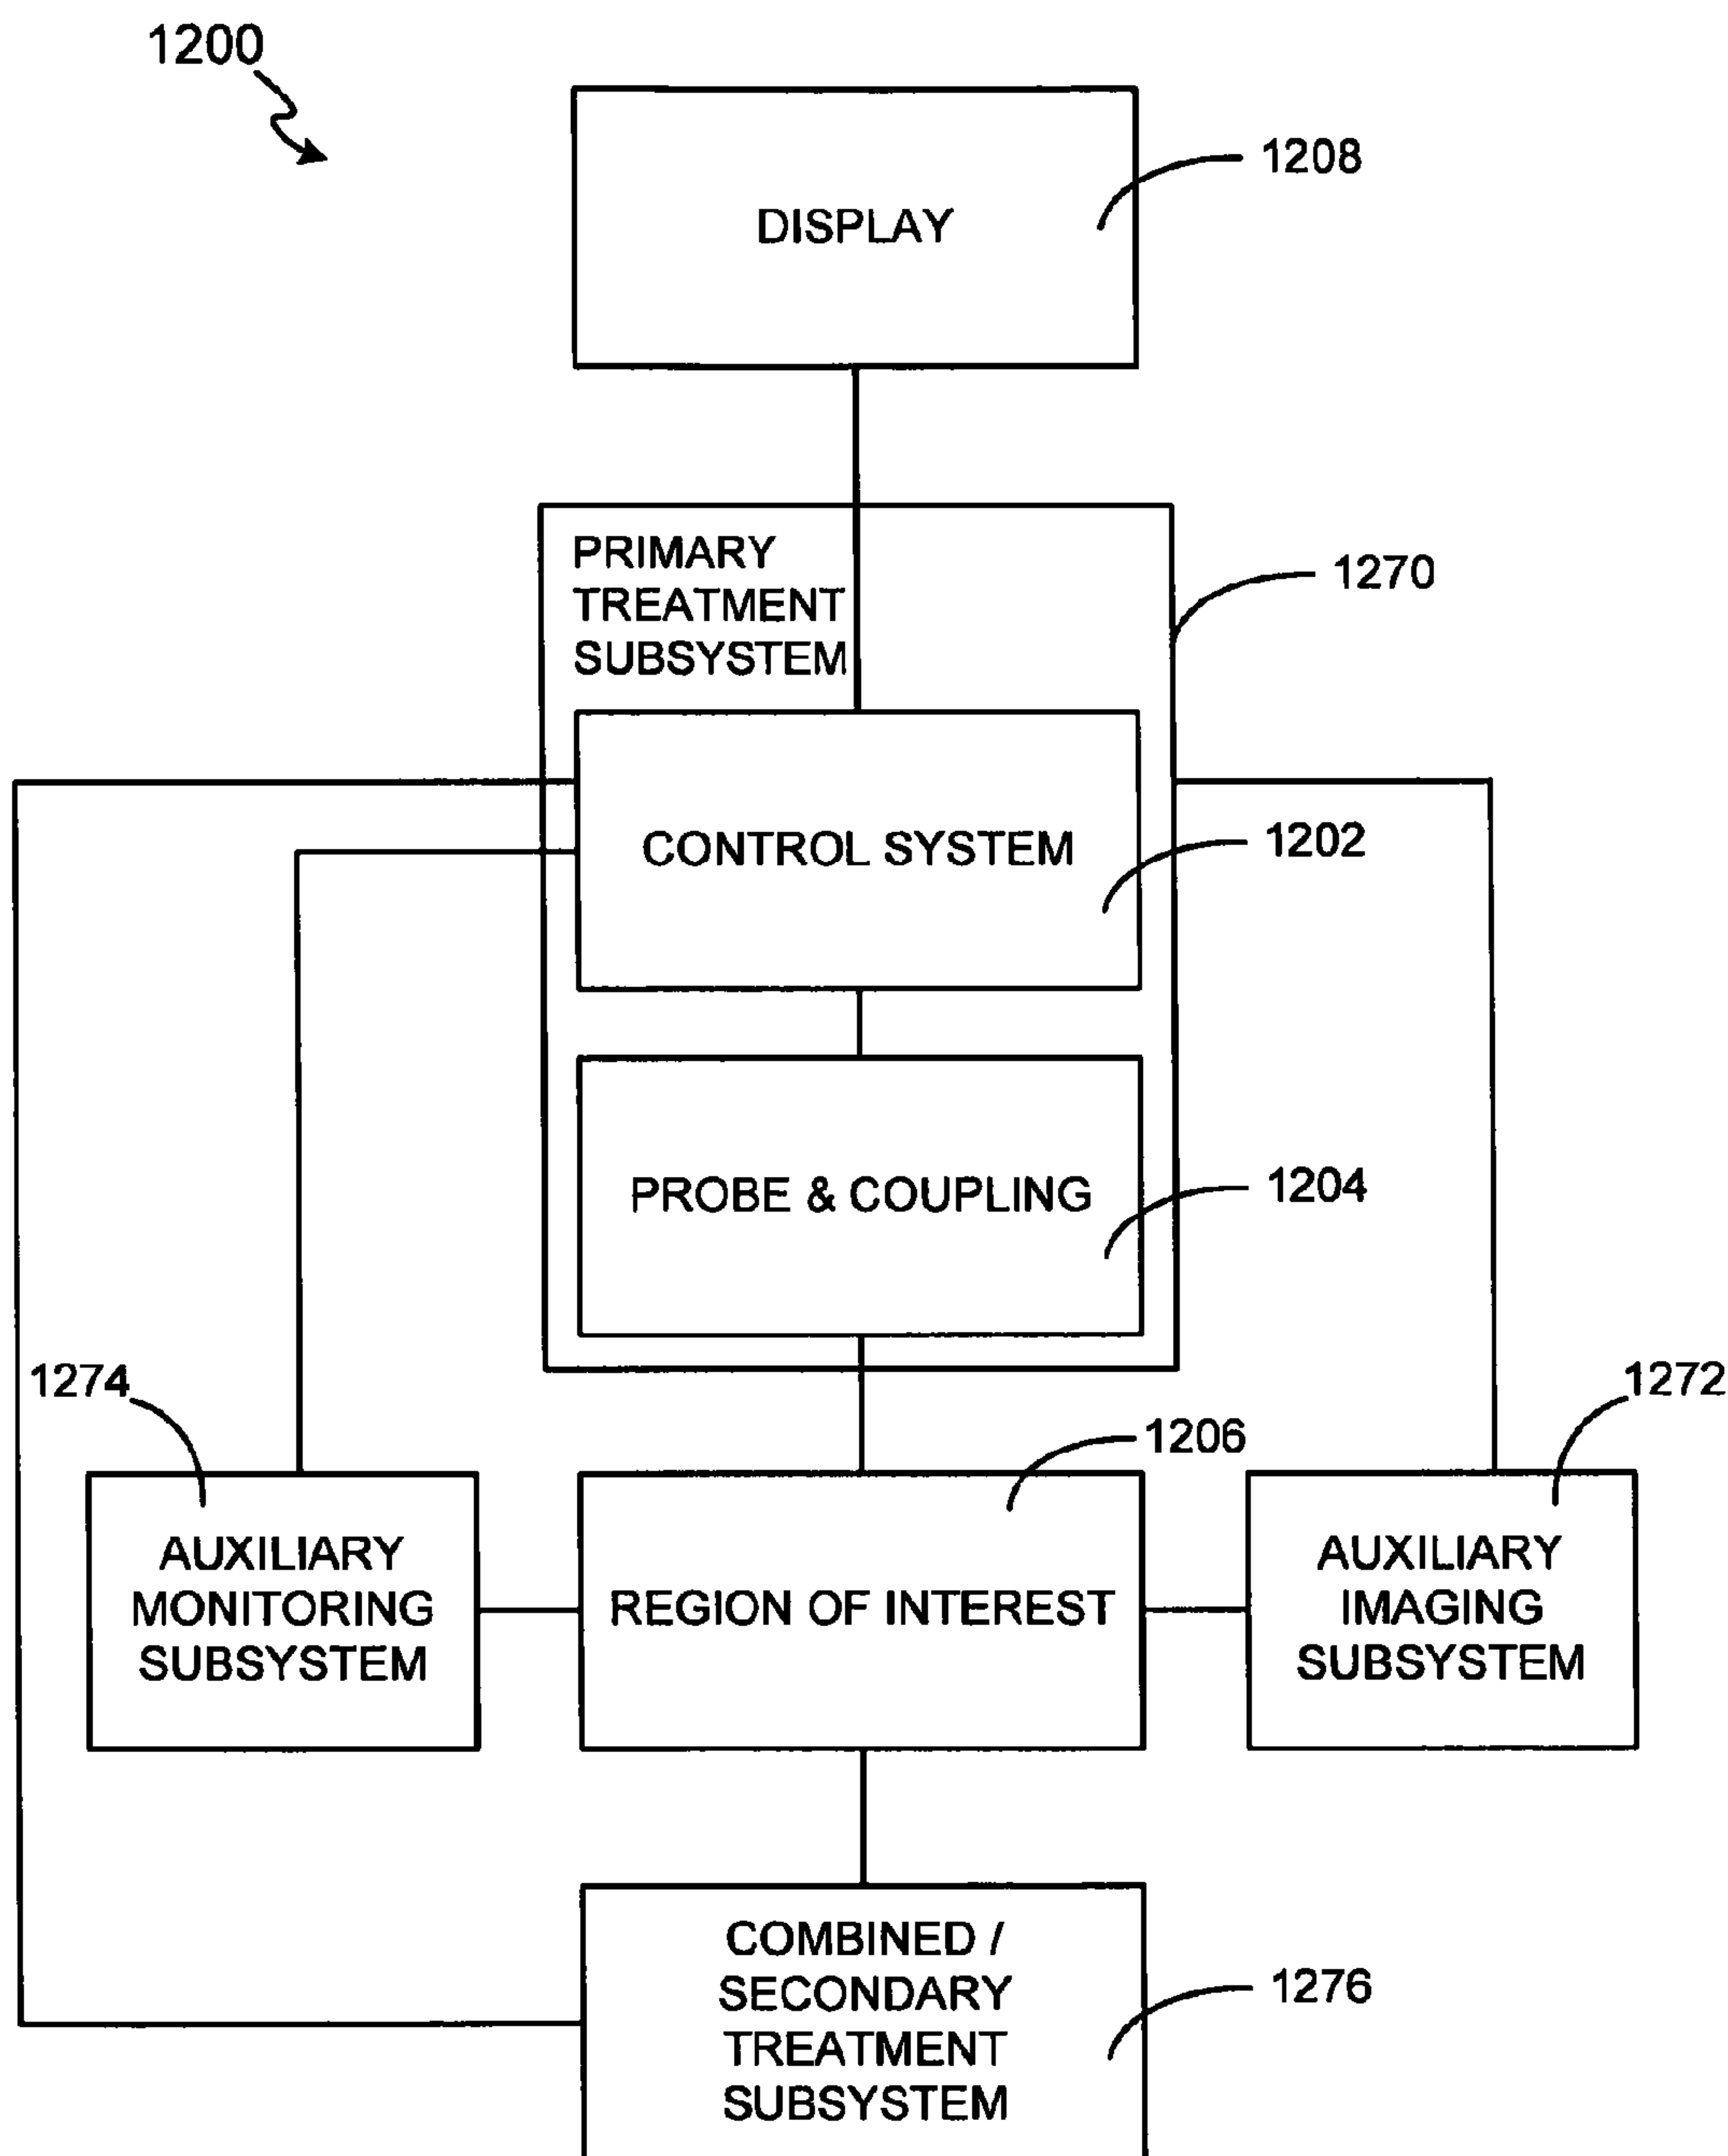 1200
DISPLAY
1208
PRIMARY
TREATMENT
SUBSYSTEM
1270
CONTROL SYSTEM
1202
PROBE & COUPLING
1204
1274
1272
1206
AUXILIARY
MONITORING
SUBSYSTEM
REGION OF INTEREST
AUXILIARY
IMAGING
SUBSYSTEM
COMBINED /
SECONDARY
TREATMENT
SUBSYSTEM
1276